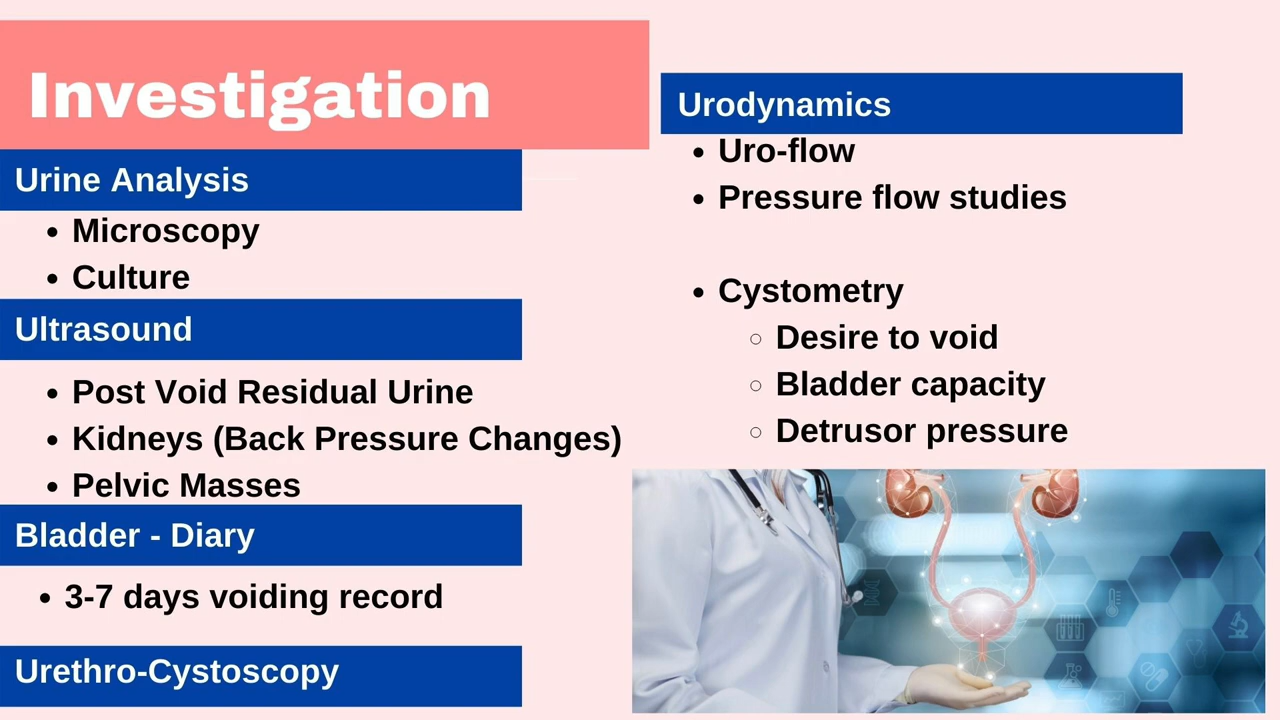 Investigation
Urine Analysis
Microscopy
Culture
Ultrasound
Post Void Residual Urine
Kidneys (Back Pressure Changes)
Pelvic Masses
Bladder - Diary
3-7 days voiding record
Urethro-Cystoscopy
Urodynamics
Uro-flow
Pressure flow studies
Cystometry
Desire to void
Bladder capacity
Detrusor pressure